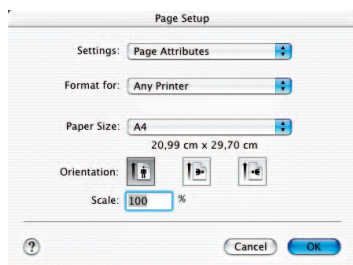 Page Setup
Settings: Page Attributes
Format for: Any Printer
Paper Size: A4
20,99 cm x 29,70 cm
Orientation:
Scale: 100 %
? Cancel OK